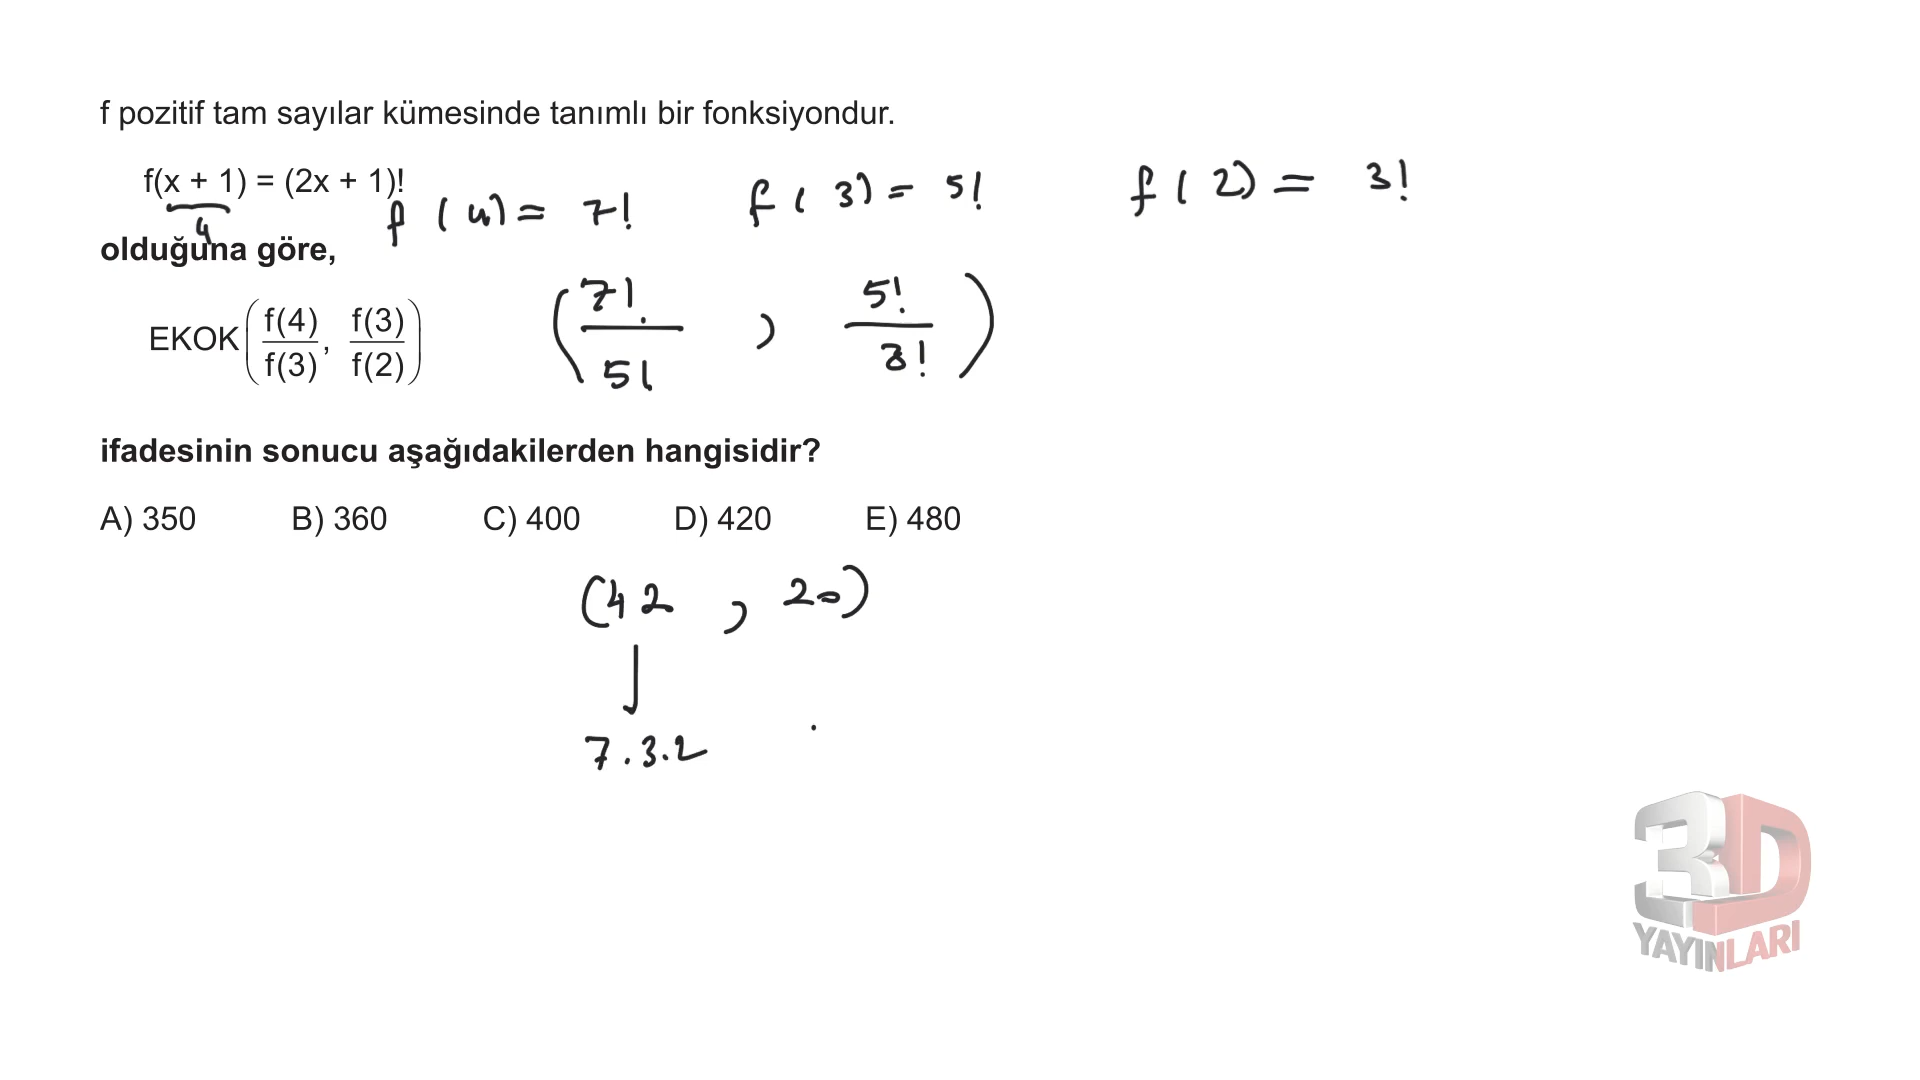 f pozitif tam sayılar kümesinde tanımlı bir fonksiyondur.
f(x + 1) = (2x + 1)!
4
f(4) = 7! f(3) = 5! f(2) = 3!
olduğuna göre,
EKOK(f(4)/f(3), f(3)/f(2)) (7!/5!, 5!/3!)
ifadesinin sonucu aşağıdakilerden hangisidir?
A) 350 B) 360 C) 400 D) 420 E) 480
(42, 20)
7.3.2
3D
YAYINLARI